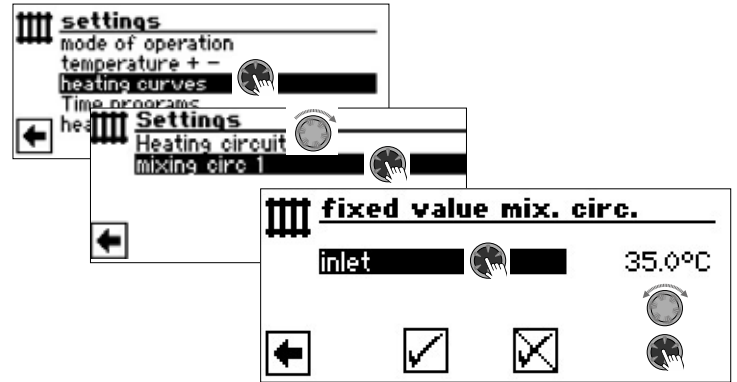 settings
mode of operation
temperature + -
heating curves
Time programs
Settings
Heating circuit
mixing circ 1
fixed value mix. circ.
inlet 35.0°C